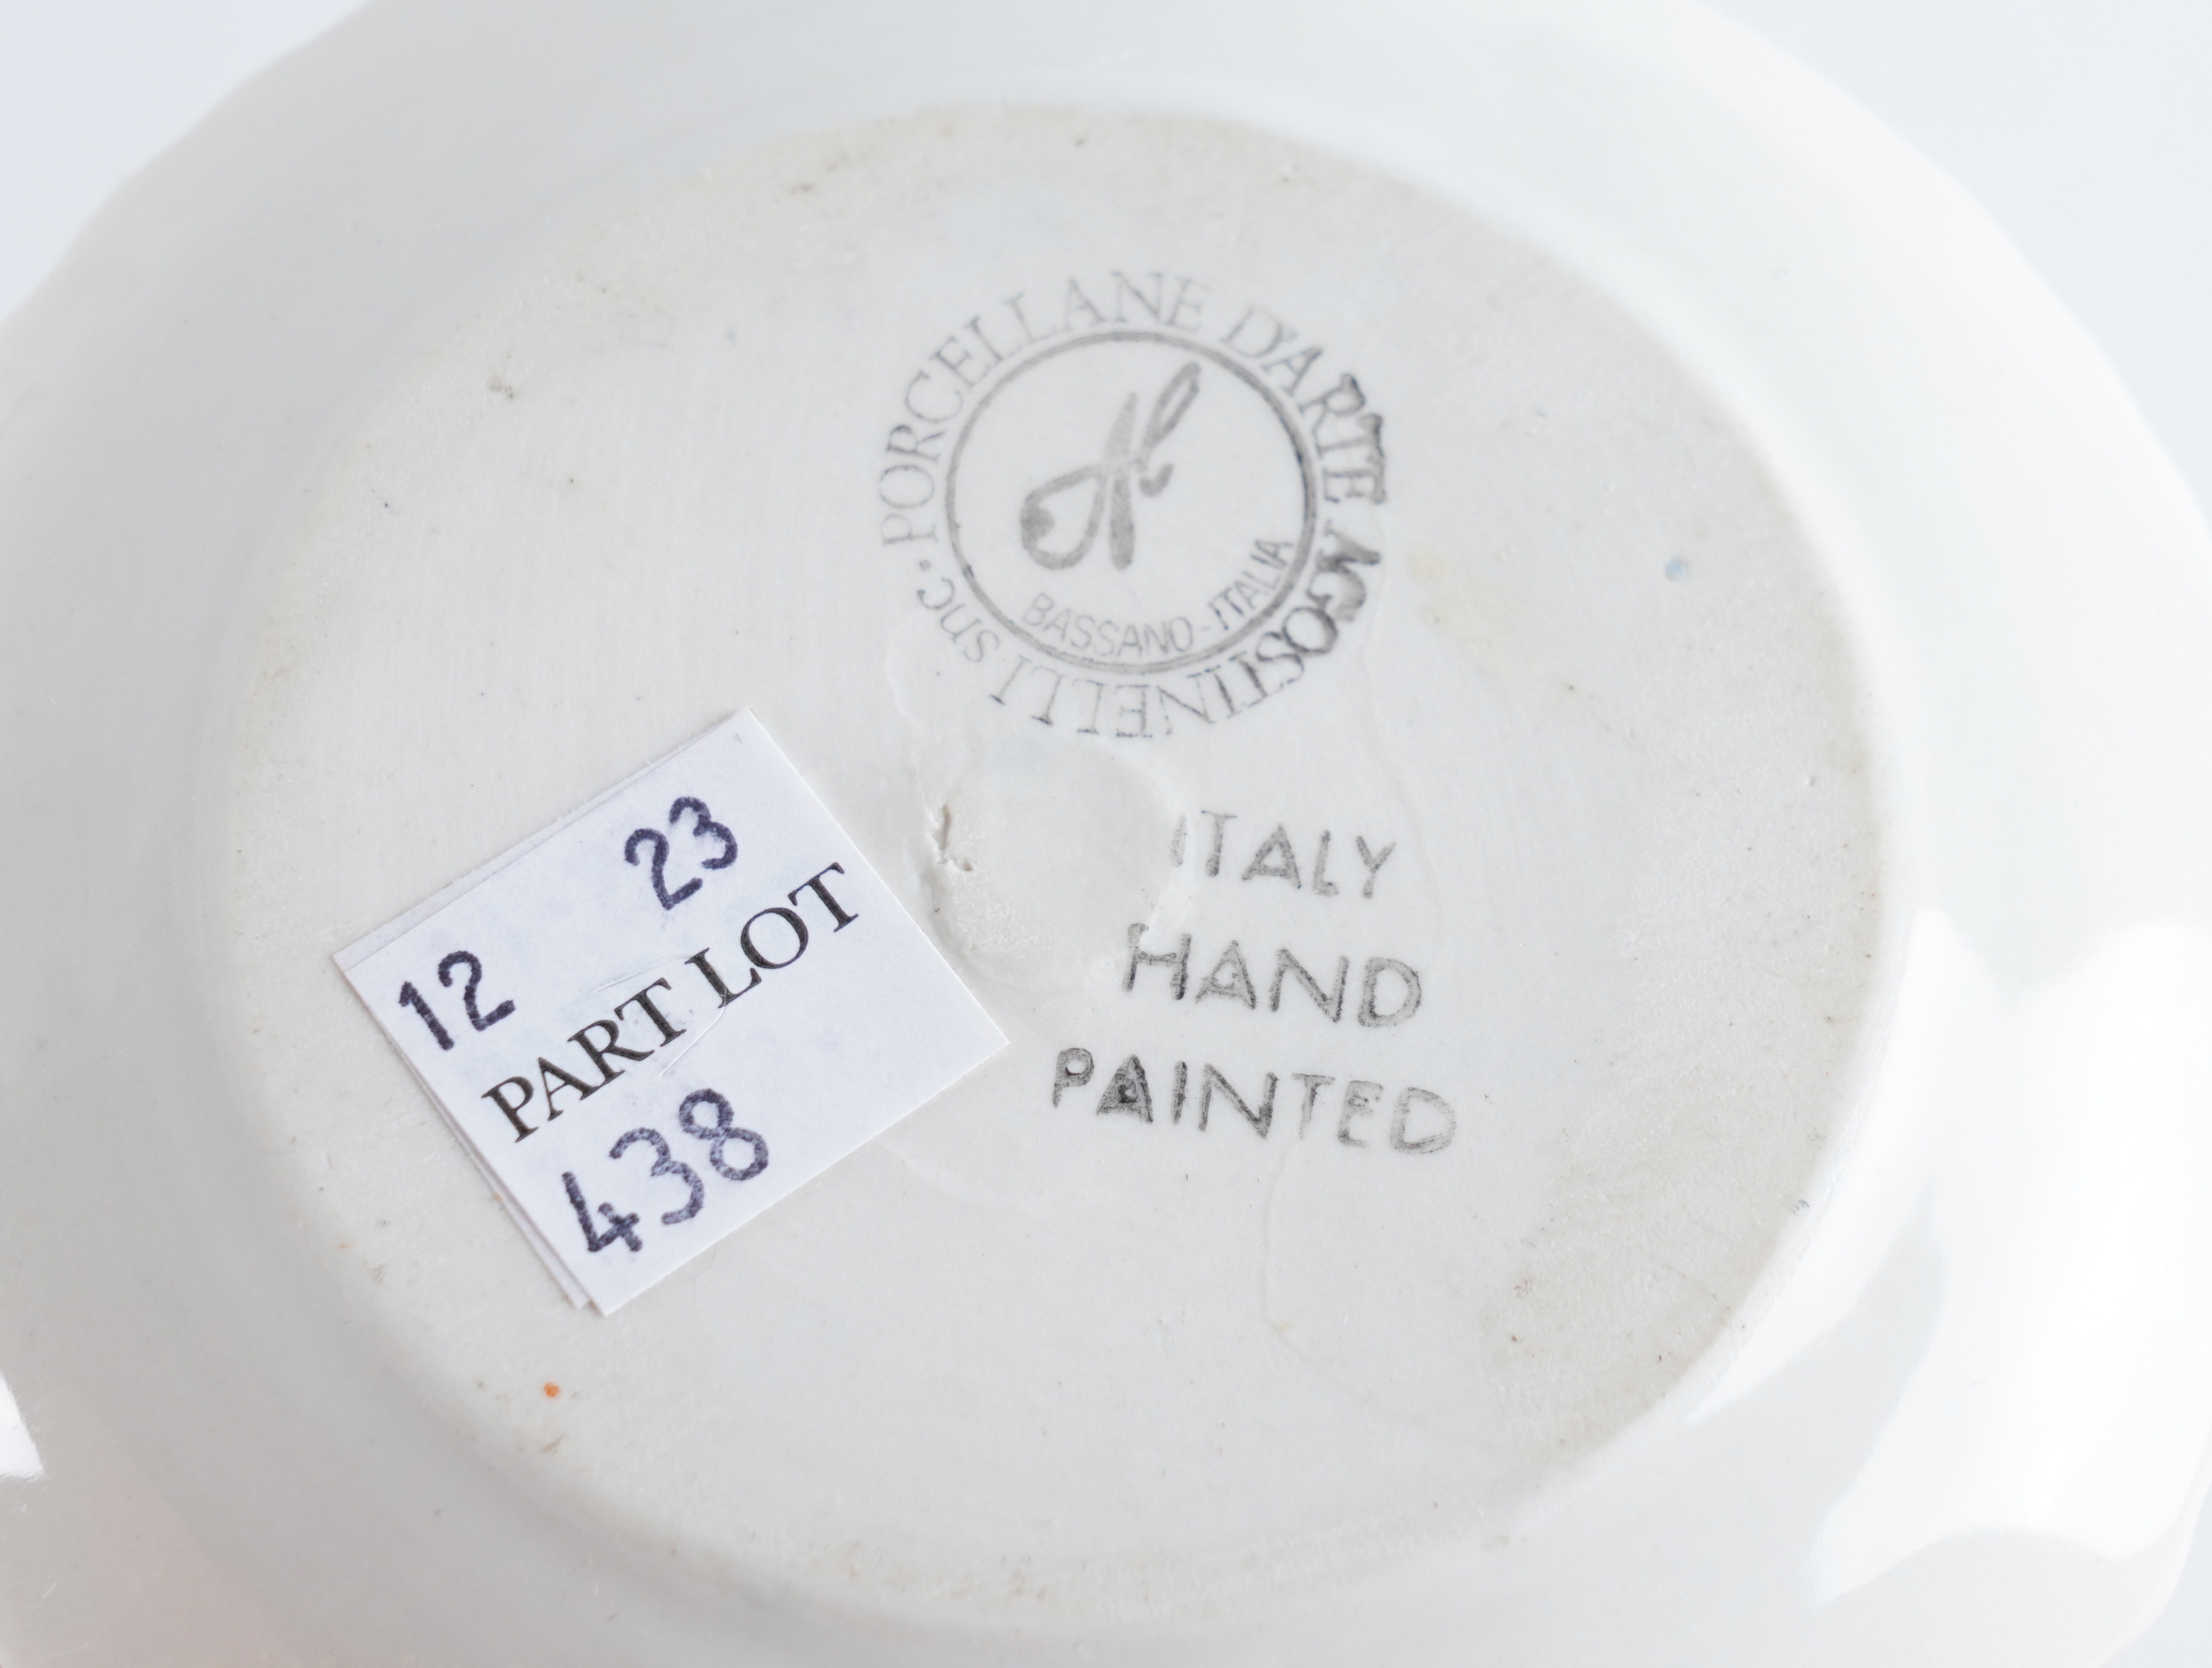 PORCELLANE D'ARTE AGOSTINELLI snc •
BASSANO - ITALIA
ITALY
HAND
PAINTED
12 23
PART LOT
438